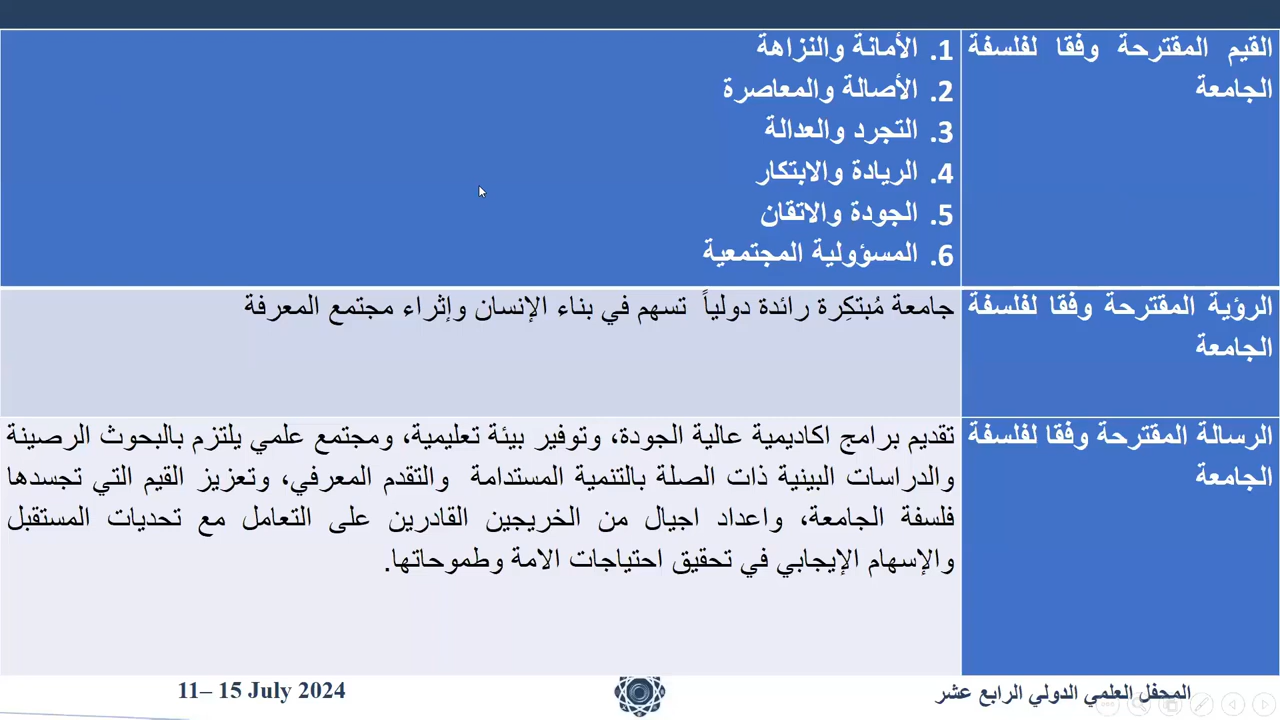 القيم المقترحة وفقا لفلسفة
الجامعة
1. الأمانة والنزاهة
2. الأصالة والمعاصرة
3. التجرد والعدالة
4. الريادة والابتكار
5. الجودة والاتقان
6. المسؤولية المجتمعية
الرؤية المقترحة وفقا لفلسفة
الجامعة
جامعة مُبتكِرة رائدة دولياً تسهم في بناء الإنسان وإثراء مجتمع المعرفة
الرسالة المقترحة وفقا لفلسفة
الجامعة
تقديم برامج اكاديمية عالية الجودة، وتوفير بيئة تعليمية، ومجتمع علمي يلتزم بالبحوث الرصينة
والدراسات البينية ذات الصلة بالتنمية المستدامة والتقدم المعرفي، وتعزيز القيم التي تجسدها
فلسفة الجامعة، واعداد اجيال من الخريجين القادرين على التعامل مع تحديات المستقبل
والإسهام الإيجابي في تحقيق احتياجات الامة وطموحاتها.
المحفل العلمي الدولي الرابع عشر
11– 15 July 2024